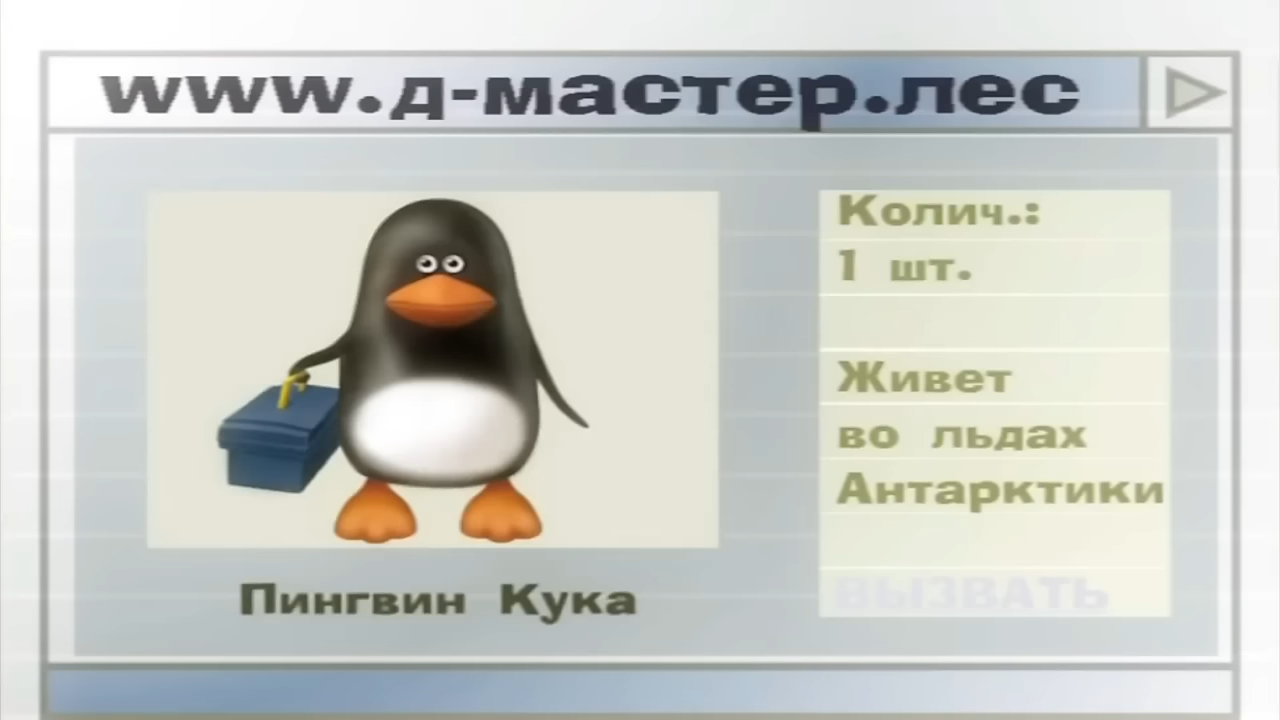 www.д-мастер.лес
Колич.:
1 шт.
Живет
во льдах
Антарктики
ВЫЗВАТЬ
Пингвин Кука